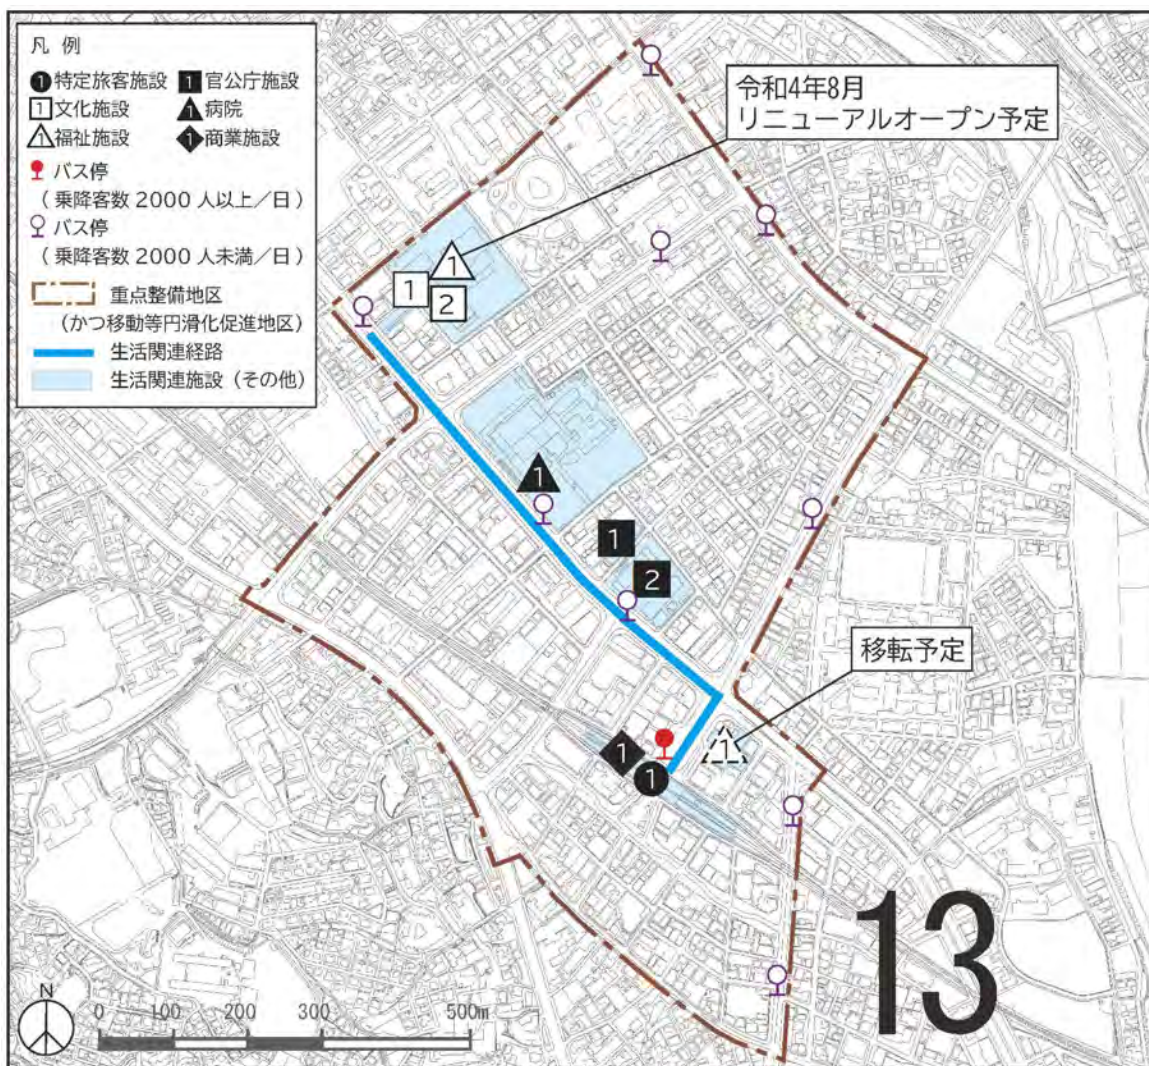 凡 例
1 特定旅客施設 1 官公庁施設
1 文化施設 1 病院
1 福祉施設 1 商業施設
バス停
( 乗降客数 2000 人以上／日 )
バス停
( 乗降客数 2000 人未満／日 )
重点整備地区
(かつ移動等円滑化促進地区)
生活関連経路
生活関連施設 (その他)
令和4年8月
リニューアルオープン予定
1
1
2
1
1
2
移転予定
1
1
1
13
N
0 100 200 300 500m